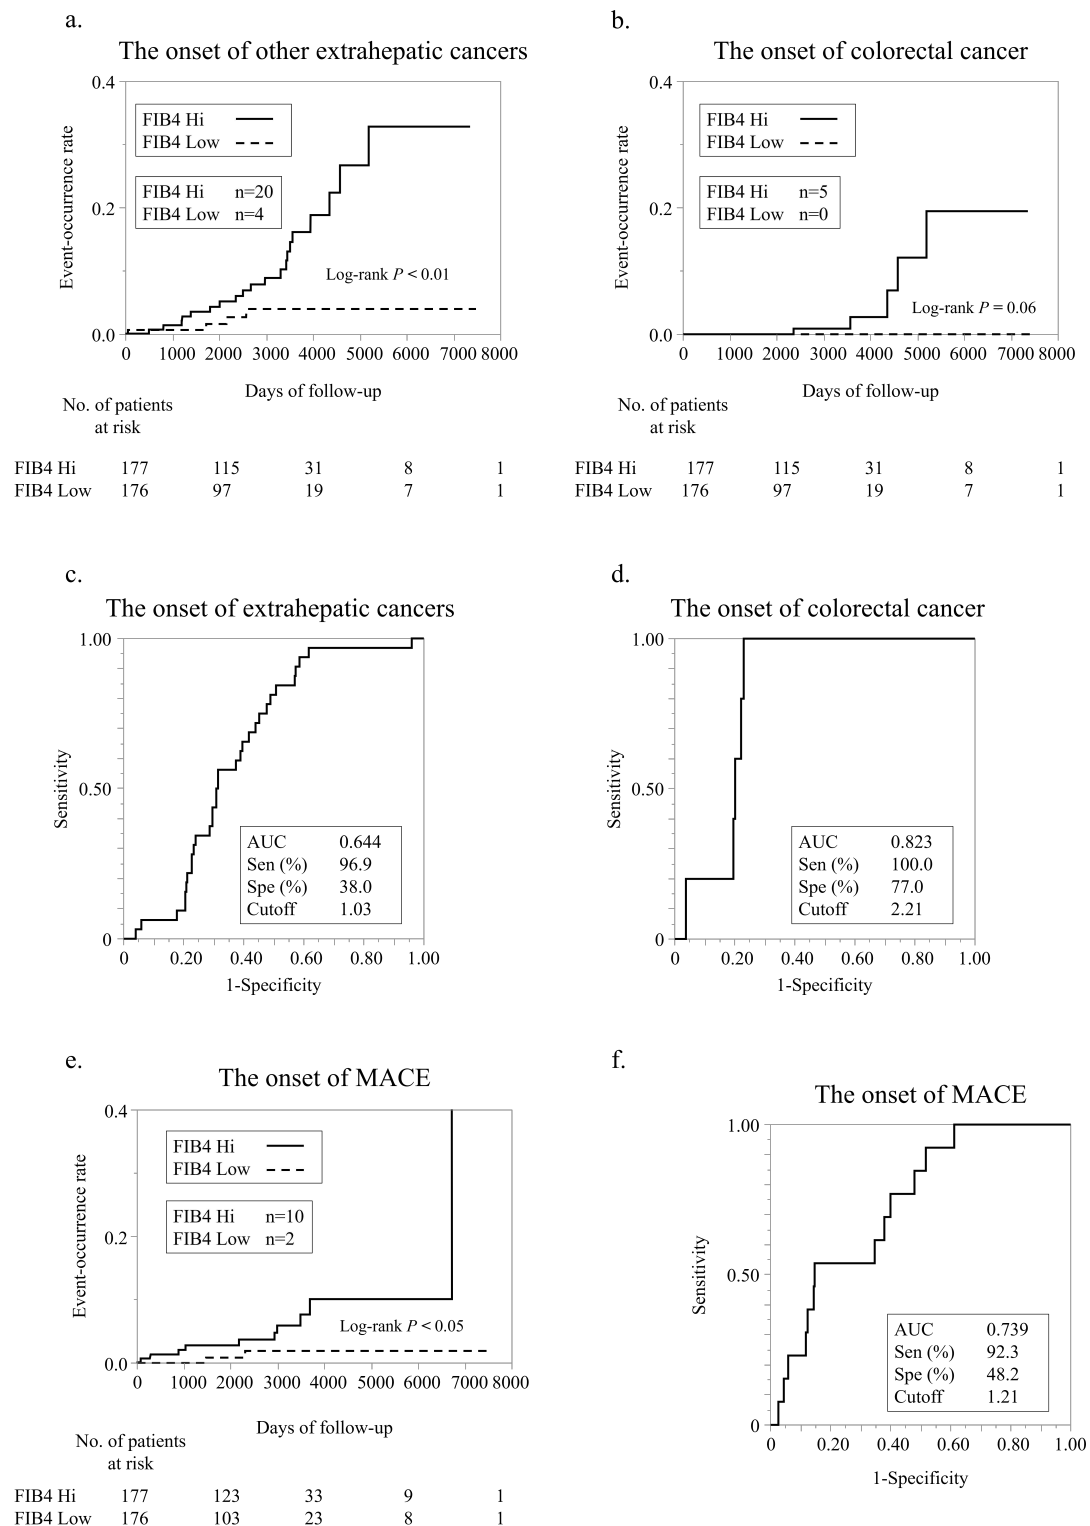 a.
The onset of other extrahepatic cancers
0.4
0.2
0.0
Event-occurrence rate
FIB4 Hi
FIB4 Low
FIB4 Hi n=20
FIB4 Low n=4
Log-rank P < 0.01
0 1000 2000 3000 4000 5000 6000 7000 8000
Days of follow-up
No. of patients
at risk
FIB4 Hi 177 115 31 8 1
FIB4 Low 176 97 19 7 1
b.
The onset of colorectal cancer
0.4
0.2
0.0
Event-occurrence rate
FIB4 Hi
FIB4 Low
FIB4 Hi n=5
FIB4 Low n=0
Log-rank P = 0.06
0 1000 2000 3000 4000 5000 6000 7000 8000
Days of follow-up
No. of patients
at risk
FIB4 Hi 177 115 31 8 1
FIB4 Low 176 97 19 7 1
c.
The onset of extrahepatic cancers
1.00
0.50
0
Sensitivity
AUC 0.644
Sen (%) 96.9
Spe (%) 38.0
Cutoff 1.03
0 0.20 0.40 0.60 0.80 1.00
1-Specificity
d.
The onset of colorectal cancer
1.00
0.50
0
Sensitivity
AUC 0.823
Sen (%) 100.0
Spe (%) 77.0
Cutoff 2.21
0 0.20 0.40 0.60 0.80 1.00
1-Specificity
e.
The onset of MACE
0.4
0.2
0.0
Event-occurrence rate
FIB4 Hi
FIB4 Low
FIB4 Hi n=10
FIB4 Low n=2
Log-rank P < 0.05
0 1000 2000 3000 4000 5000 6000 7000 8000
Days of follow-up
No. of patients
at risk
FIB4 Hi 177 123 33 9 1
FIB4 Low 176 103 23 8 1
f.
The onset of MACE
1.00
0.50
0
Sensitivity
AUC 0.739
Sen (%) 92.3
Spe (%) 48.2
Cutoff 1.21
0 0.20 0.40 0.60 0.80 1.00
1-Specificity